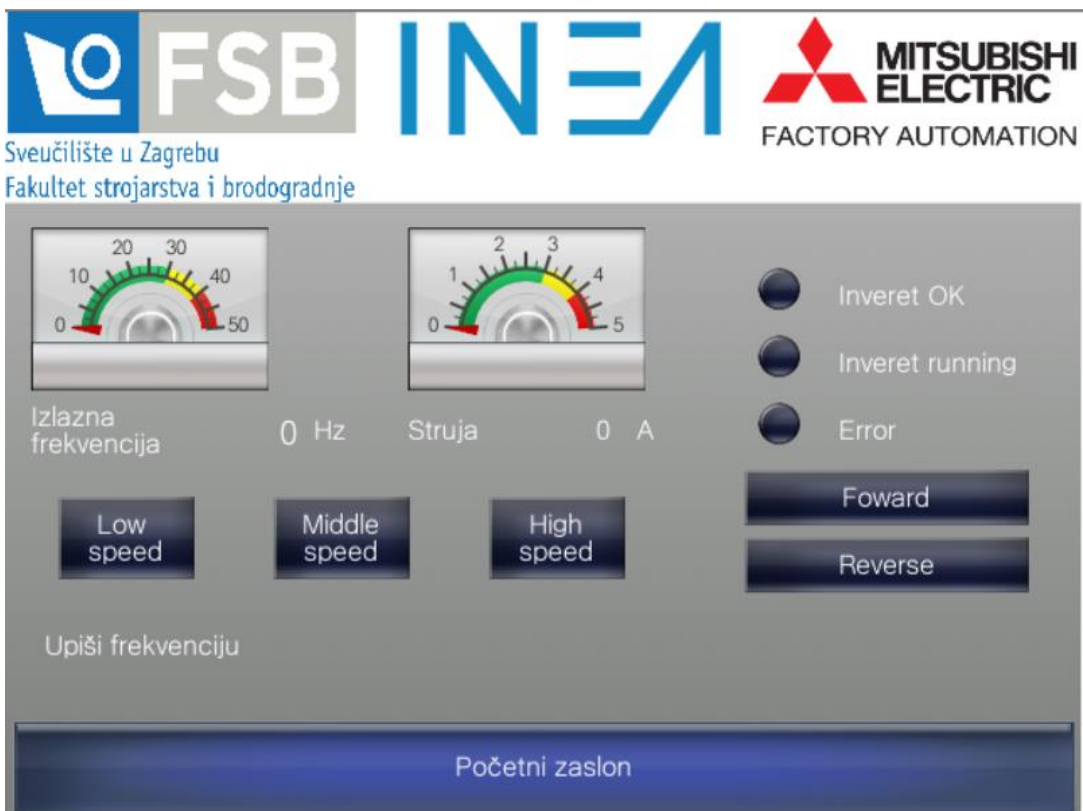 FSB
INEA
MITSUBISHI
ELECTRIC
FACTORY AUTOMATION
Sveučilište u Zagrebu
Fakultet strojarstva i brodogradnje
0 10 20 30 40 50
0 1 2 3 4 5
Izlazna
frekvencija
0 Hz
Struja
0 A
Inveret OK
Inveret running
Error
Low
speed
Middle
speed
High
speed
Foward
Reverse
Upiši frekvenciju
Početni zaslon